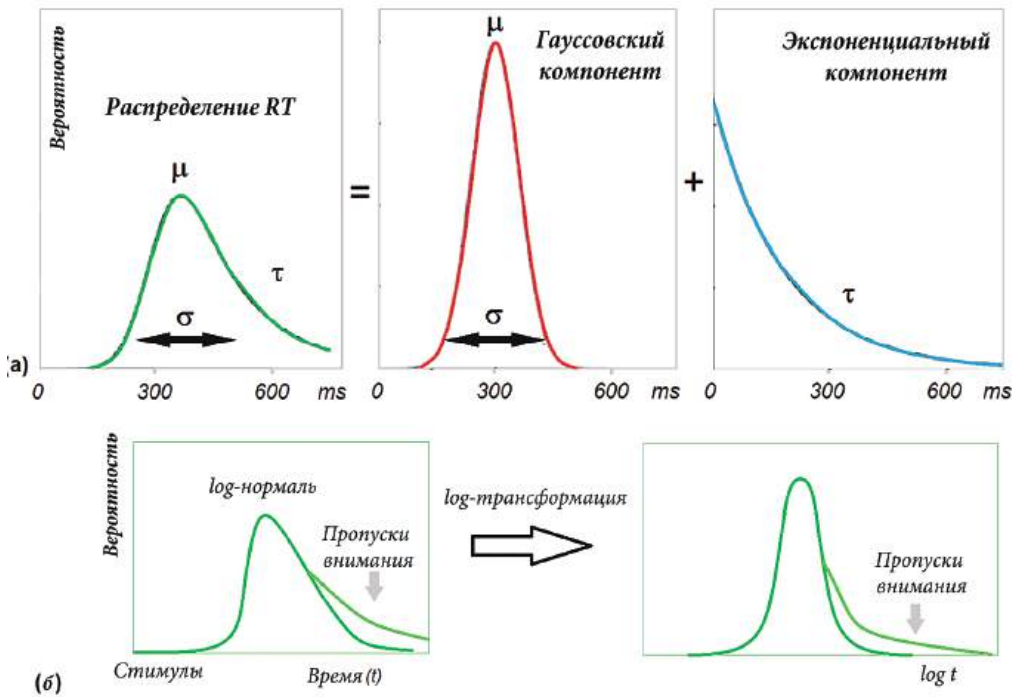 Вероятность
Распределение RT
μ
τ
σ
(а)
0 300 600 ms
=
μ
Гауссовский
компонент
σ
0 300 ms
+
Экспоненциальный
компонент
τ
0 300 600 ms
Вероятность
log-нормаль
Пропуски
внимания
Стимулы
Время (t)
(б)
log-трансформация
Пропуски
внимания
log t